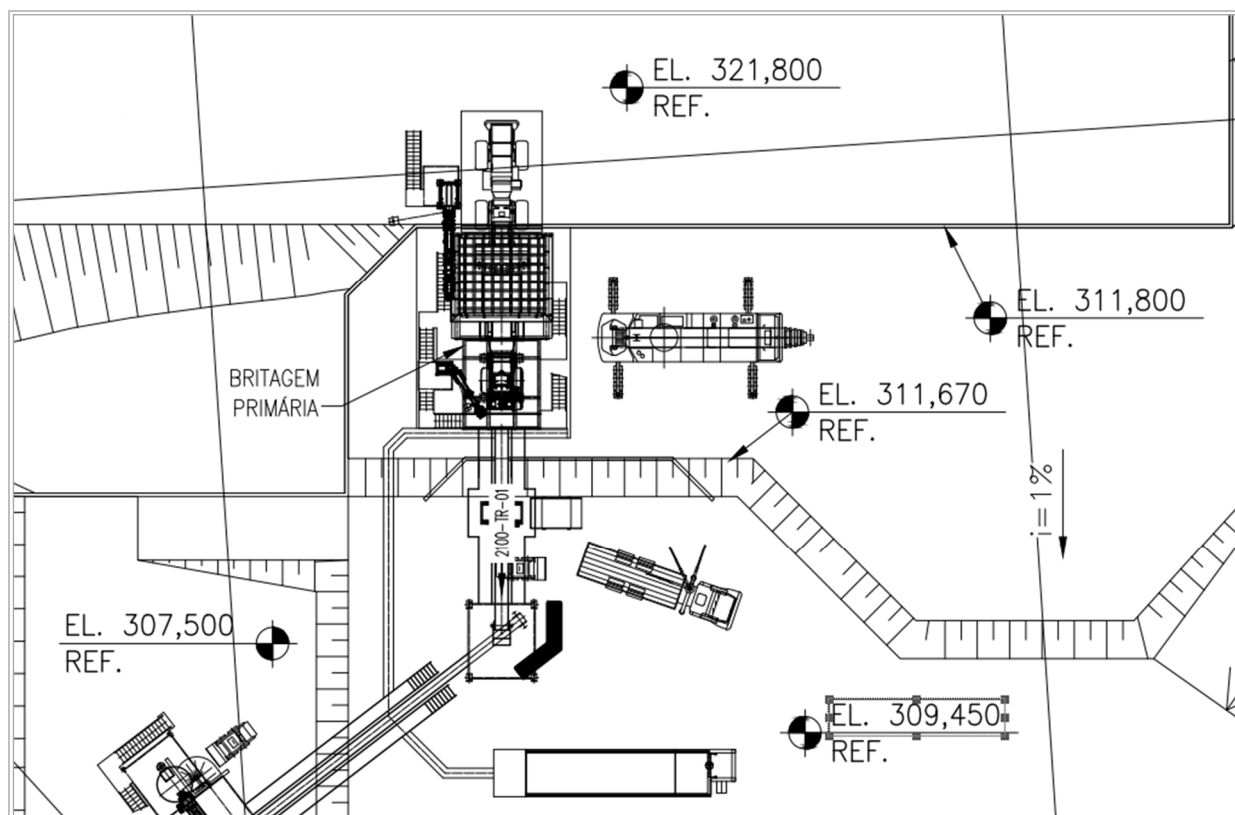 EL. 321,800
REF.
EL. 311,800
REF.
BRITAGEM
PRIMÁRIA
EL. 311,670
REF.
i=1%
2100-TR-01
EL. 307,500
REF.
EL. 309,450
REF.